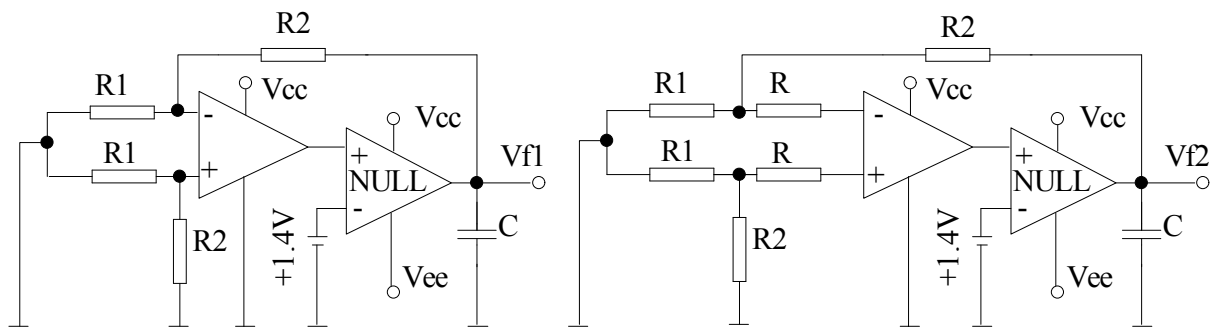 R2
R1
Vcc
-
Vcc
R1
+
+
NULL
Vf1
-
R2
+1.4V
C
Vee
R2
R1
R
Vcc
-
Vcc
R1
R
+
+
NULL
Vf2
-
R2
+1.4V
C
Vee